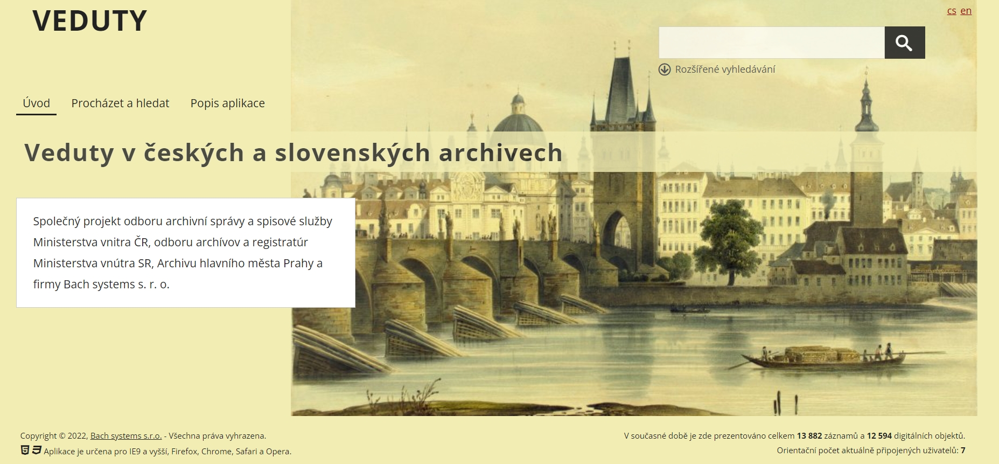 VEDUTY
cs en
Rozšířené vyhledávání
Úvod Procházet a hledat Popis aplikace
Veduty v českých a slovenských archivech
Společný projekt odboru archivní správy a spisové služby
Ministerstva vnitra ČR, odboru archívov a registratúr
Ministerstva vnútra SR, Archivu hlavního města Prahy a
firmy Bach systems s. r. o.
Copyright © 2022, Bach systems s.r.o. - Všechna práva vyhrazena.
Aplikace je určena pro IE9 a vyšší, Firefox, Chrome, Safari a Opera.
V současné době je zde prezentováno celkem 13 882 záznamů a 12 594 digitálních objektů.
Orientační počet aktuálně připojených uživatelů: 7